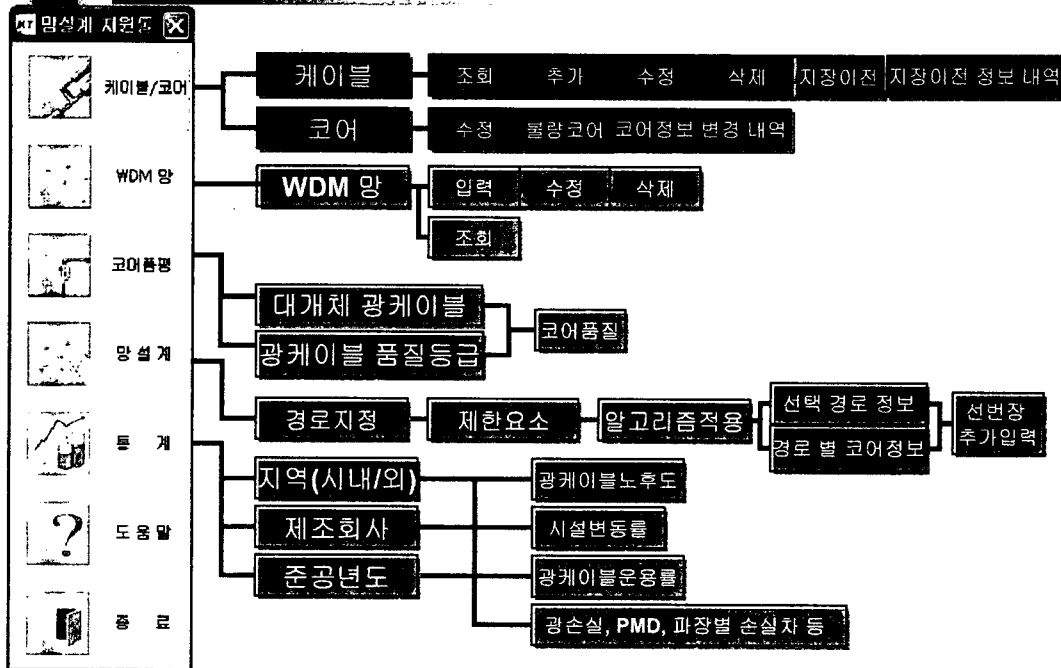 KT 망설계 지원
케이블/코어
WDM 망
코어품평
망 설 계
통 계
도 움 말
종 료
케이블 조회 추가 수정 삭제 지장이전 지장이전 정보 내역
코어 수정 불량코어 코어정보 변경 내역
WDM 망 입력 수정 삭제
조회
대개체 광케이블
광케이블 품질등급
코어품질
경로지정 제한요소 알고리즘적용
선택 경로 정보
경로 별 코어정보
선번장
추가입력
지역(시내/외) 광케이블노후도
제조회사 시설변동률
준공년도 광케이블운용률
광손실, PMD, 파장별 손실차 등